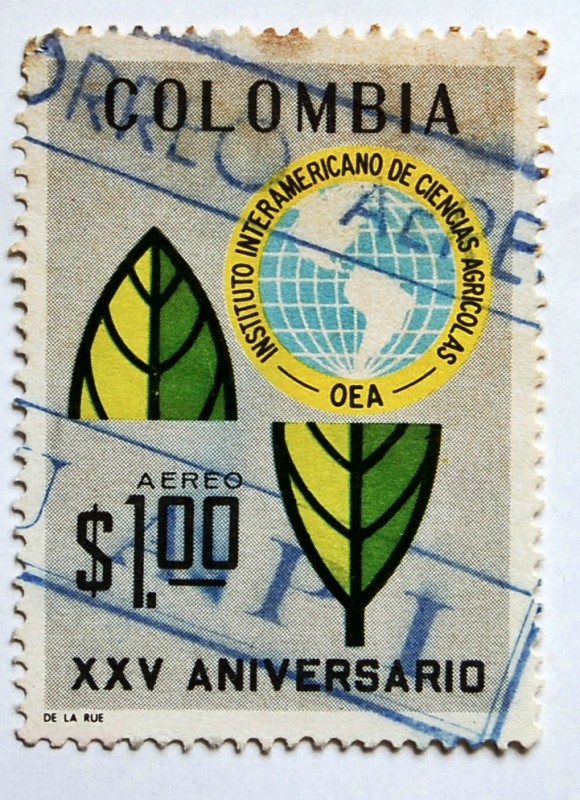 COLOMBIA
INSTITUTO INTERAMERICANO DE CIENCIAS AGRICOLAS
OEA
AEREO
$1.00
XXV ANIVERSARIO
DE LA RUE